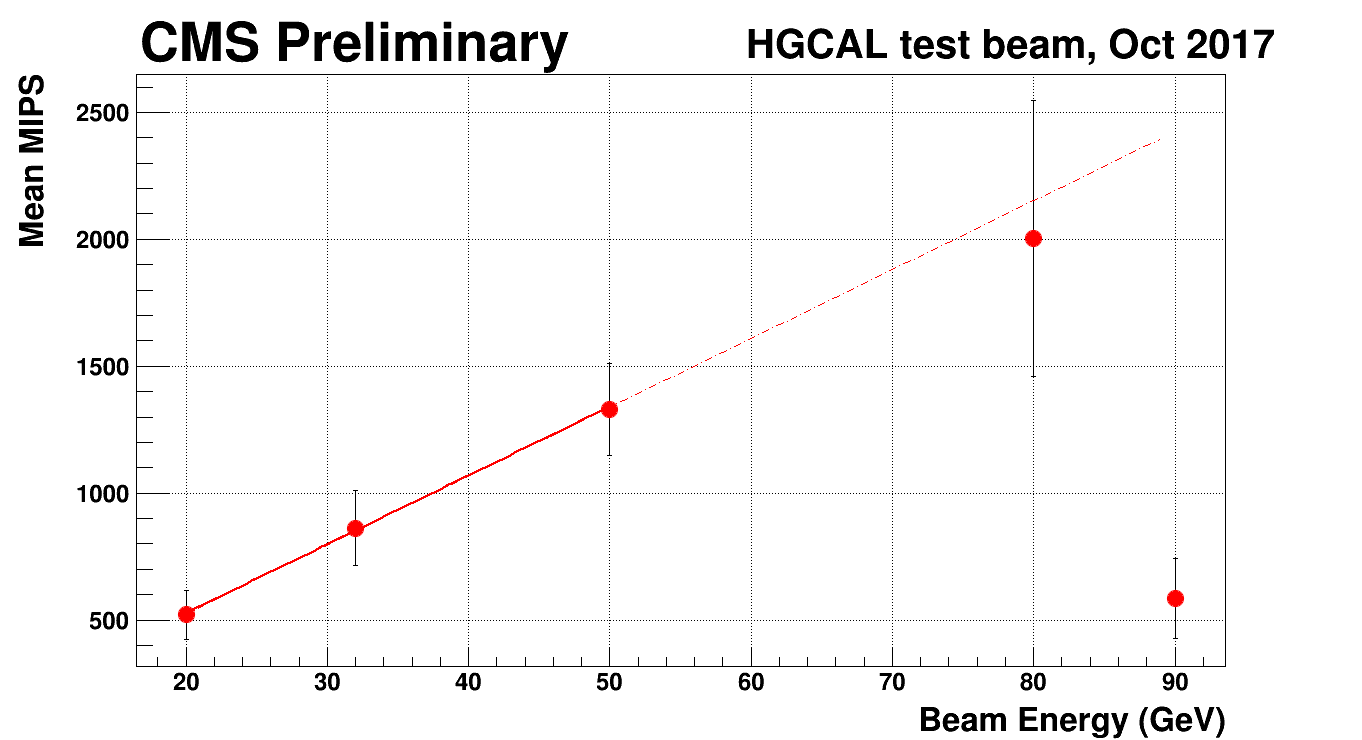 CMS Preliminary
HGCAL test beam, Oct 2017
Mean MIPS
2500
2000
1500
1000
500
20 30 40 50 60 70 80 90
Beam Energy (GeV)